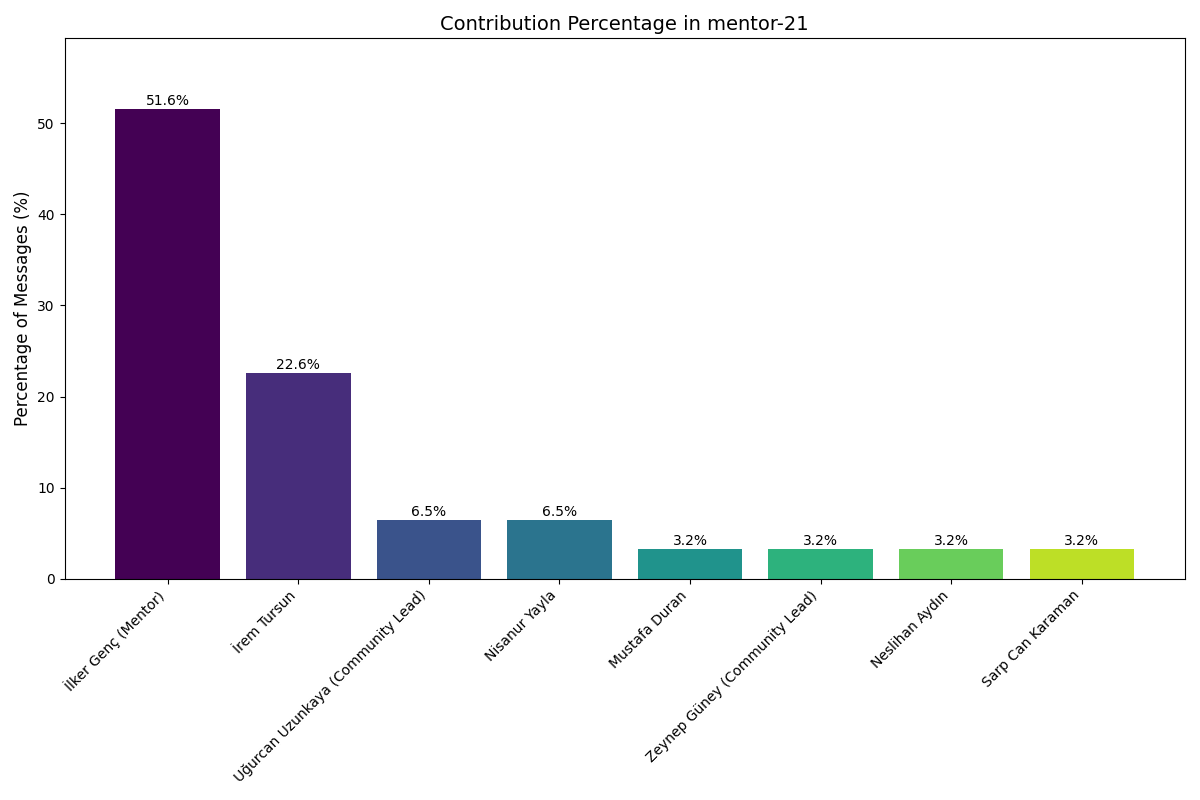 Contribution Percentage in mentor-21
Percentage of Messages (%)
50
40
30
20
10
0
51.6%
22.6%
6.5%
6.5%
3.2%
3.2%
3.2%
3.2%
İlker Genç (Mentor)
İrem Tursun
Uğurcan Uzunkaya (Community Lead)
Nisanur Yayla
Mustafa Duran
Zeynep Güney (Community Lead)
Neslihan Aydın
Sarp Can Karaman